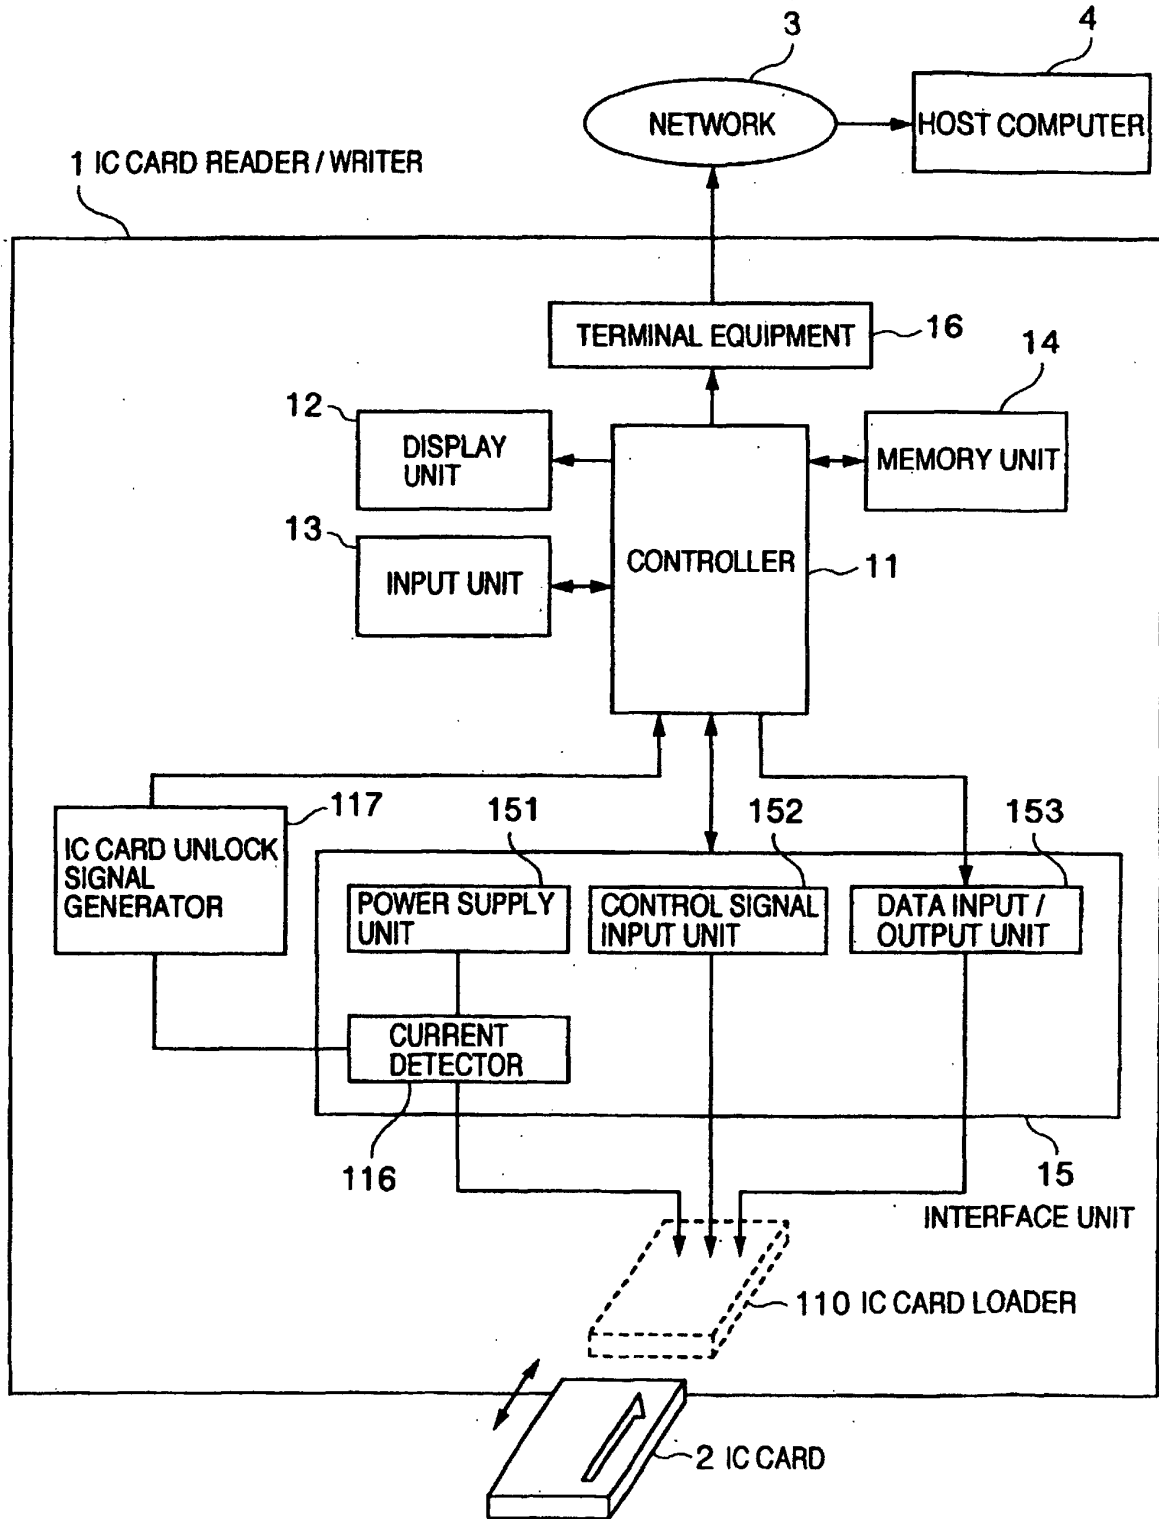 3
4
NETWORK
HOST COMPUTER
1 IC CARD READER / WRITER
TERMINAL EQUIPMENT
16
14
12
DISPLAY
UNIT
MEMORY UNIT
13
INPUT UNIT
CONTROLLER
11
117
151
152
153
IC CARD UNLOCK
SIGNAL
GENERATOR
POWER SUPPLY
UNIT
CONTROL SIGNAL
INPUT UNIT
DATA INPUT /
OUTPUT UNIT
CURRENT
DETECTOR
116
15
INTERFACE UNIT
110 IC CARD LOADER
2 IC CARD